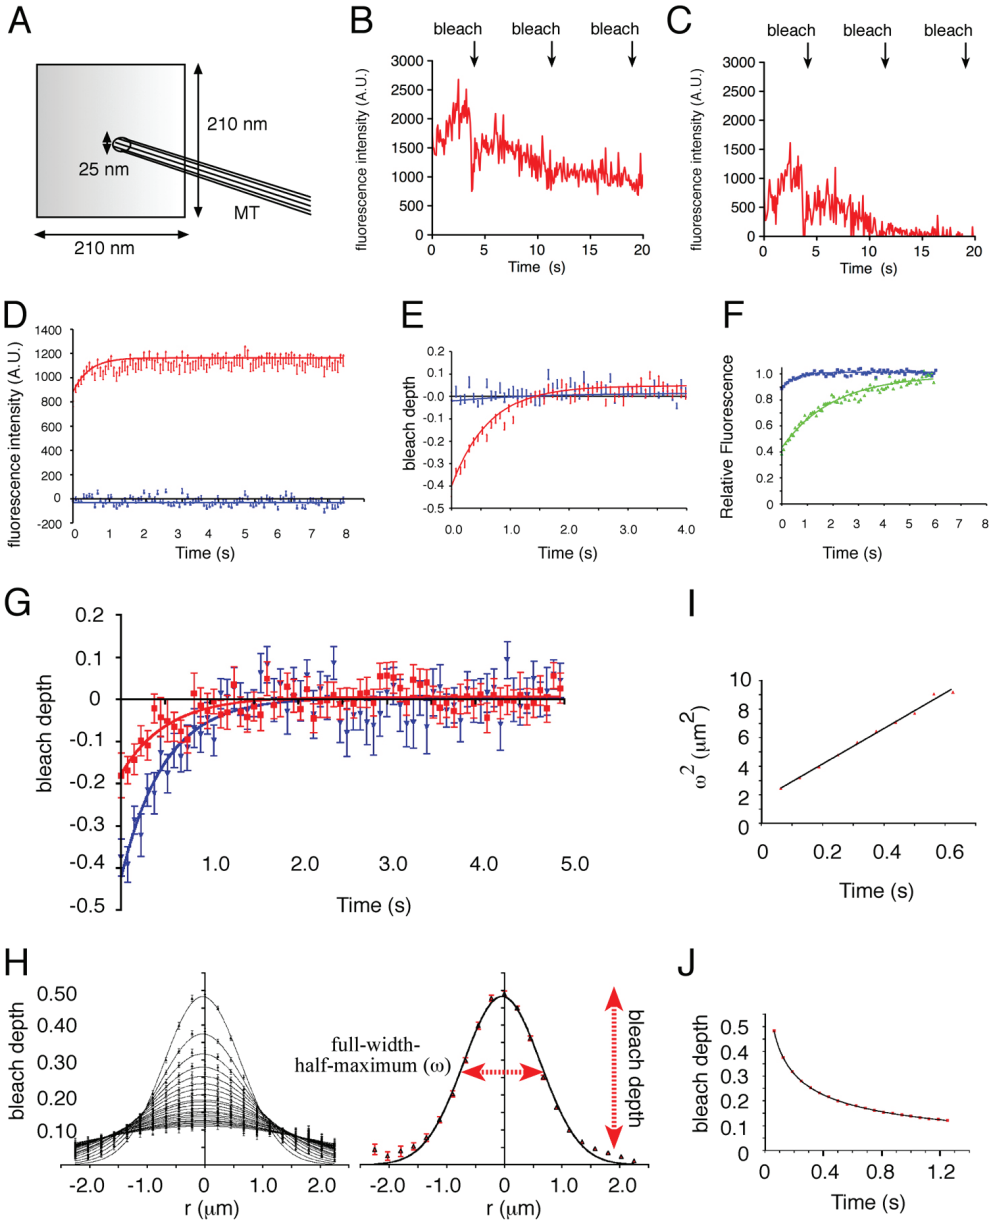 A
210 nm
25 nm
MT
210 nm
B
bleach bleach bleach
fluorescence intensity (A.U.)
3000
2500
2000
1500
1000
500
0
0 5 10 15 20
Time (s)
C
bleach bleach bleach
fluorescence intensity (A.U.)
3000
2500
2000
1500
1000
500
0
0 5 10 15 20
Time (s)
D
fluorescence intensity (A.U.)
1400
1200
1000
800
600
400
200
0
-200
0 1 2 3 4 5 6 7 8
Time (s)
E
bleach depth
0.2
0.1
-0.0
-0.1
-0.2
-0.3
-0.4
-0.5
0.0 1.0 2.0 3.0 4.0
Time (s)
F
Relative Fluorescence
1.0
0.8
0.6
0.4
0.2
0
0 1 2 3 4 5 6 7 8
Time (s)
G
bleach depth
0.2
0.1
0
-0.1
-0.2
-0.3
-0.4
-0.5
1.0 2.0 3.0 4.0 5.0
Time (s)
I
ω2 (μm2)
10
8
6
4
2
0
0 0.2 0.4 0.6
Time (s)
H
bleach depth
0.50
0.40
0.30
0.20
0.10
-2.0 -1.0 0 1.0 2.0
r (μm)
full-width-
half-maximum (ω)
bleach depth
-2.0 -1.0 0 1.0 2.0
r (μm)
J
bleach depth
0.5
0.4
0.3
0.2
0.1
0
0 0.4 0.8 1.2
Time (s)